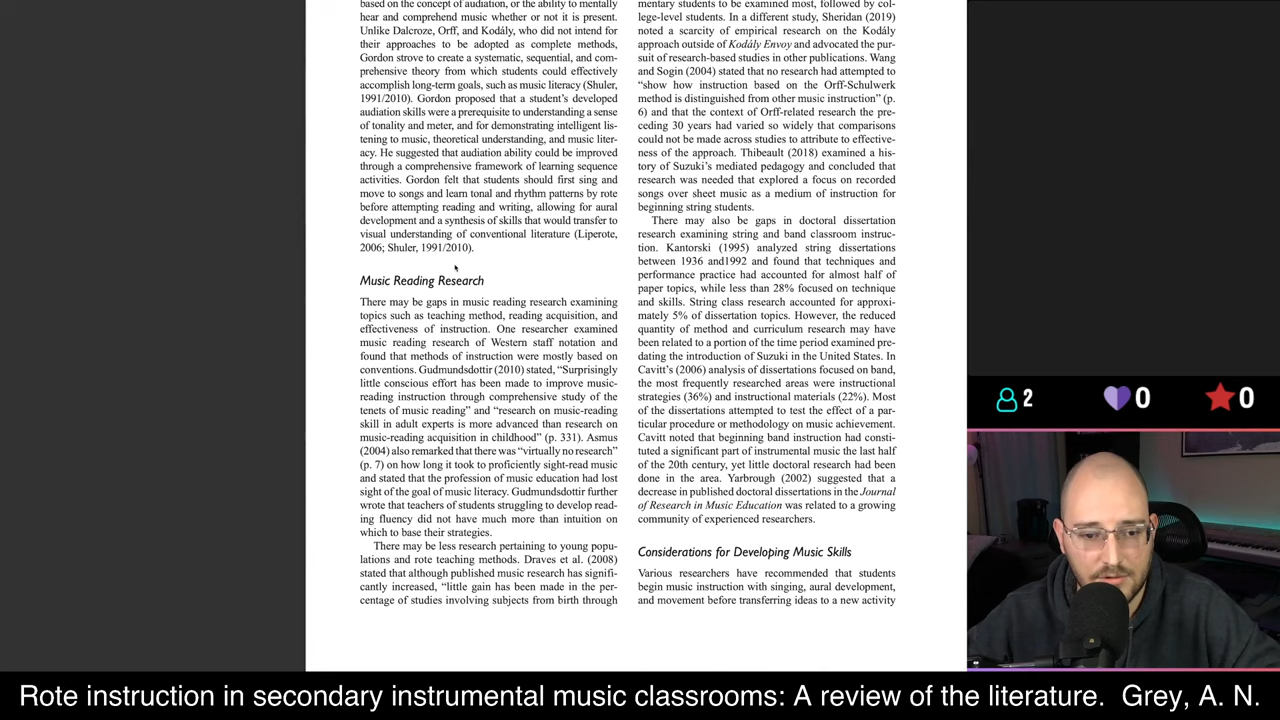 based on the concept of audiation, or the ability to mentally
hear and comprehend music whether or not it is present.
Unlike Dalcroze, Orff, and Kodály, who did not intend for
their approaches to be adopted as complete methods,
Gordon strove to create a systematic, sequential, and com-
prehensive theory from which students could effectively
accomplish long-term goals, such as music literacy (Shuler,
1991/2010). Gordon proposed that a student's developed
audiation skills were a prerequisite to understanding a sense
of tonality and meter, and for demonstrating intelligent lis-
tening to music, theoretical understanding, and music liter-
acy. He suggested that audiation ability could be improved
through a comprehensive framework of learning sequence
activities. Gordon felt that students should first sing and
move to songs and learn tonal and rhythm patterns by rote
before attempting reading and writing, allowing for aural
development and a synthesis of skills that would transfer to
visual understanding of conventional literature (Liperote,
2006; Shuler, 1991/2010).
Music Reading Research
There may be gaps in music reading research examining
topics such as teaching method, reading acquisition, and
effectiveness of instruction. One researcher examined
music reading research of Western staff notation and
found that methods of instruction were mostly based on
conventions. Gudmundsdottir (2010) stated, "Surprisingly
little conscious effort has been made to improve music-
reading instruction through comprehensive study of the
tenets of music reading" and "research on music-reading
skill in adult experts is more advanced than research on
music-reading acquisition in childhood" (p. 331). Asmus
(2004) also remarked that there was "virtually no research"
(p. 7) on how long it took to proficiently sight-read music
and stated that the profession of music education had lost
sight of the goal of music literacy. Gudmundsdottir further
wrote that teachers of students struggling to develop read-
ing fluency did not have much more than intuition on
which to base their strategies.
There may be less research pertaining to young popu-
lations and rote teaching methods. Draves et al. (2008)
stated that although published music research has signifi-
cantly increased, "little gain has been made in the per-
centage of studies involving subjects from birth through
mentary students to be examined most, followed by col-
lege-level students. In a different study, Sheridan (2019)
noted a scarcity of empirical research on the Kodály
approach outside of Kodály Envoy and advocated the pur-
suit of research-based studies in other publications. Wang
and Sogin (2004) stated that no research had attempted to
"show how instruction based on the Orff-Schulwerk
method is distinguished from other music instruction" (p.
6) and that the context of Orff-related research the pre-
ceding 30 years had varied so widely that comparisons
could not be made across studies to attribute to effective-
ness of the approach. Thibeault (2018) examined a his-
tory of Suzuki's mediated pedagogy and concluded that
research was needed that explored a focus on recorded
songs over sheet music as a medium of instruction for
beginning string students.
There may also be gaps in doctoral dissertation
research examining string and band classroom instruc-
tion. Kantorski (1995) analyzed string dissertations
between 1936 and1992 and found that techniques and
performance practice had accounted for almost half of
paper topics, while less than 28% focused on technique
and skills. String class research accounted for approxi-
mately 5% of dissertation topics. However, the reduced
quantity of method and curriculum research may have
been related to a portion of the time period examined pre-
dating the introduction of Suzuki in the United States. In
Cavitt's (2006) analysis of dissertations focused on band,
the most frequently researched areas were instructional
strategies (36%) and instructional materials (22%). Most
of the dissertations attempted to test the effect of a par-
ticular procedure or methodology on music achievement.
Cavitt noted that beginning band instruction had consti-
tuted a significant part of instrumental music the last half
of the 20th century, yet little doctoral research had been
done in the area. Yarbrough (2002) suggested that a
decrease in published doctoral dissertations in the Journal
of Research in Music Education was related to a growing
community of experienced researchers.
Considerations for Developing Music Skills
Various researchers have recommended that students
begin music instruction with singing, aural development,
and movement before transferring ideas to a new activity
2
0
0
Rote instruction in secondary instrumental music classrooms: A review of the literature. Grey, A. N.